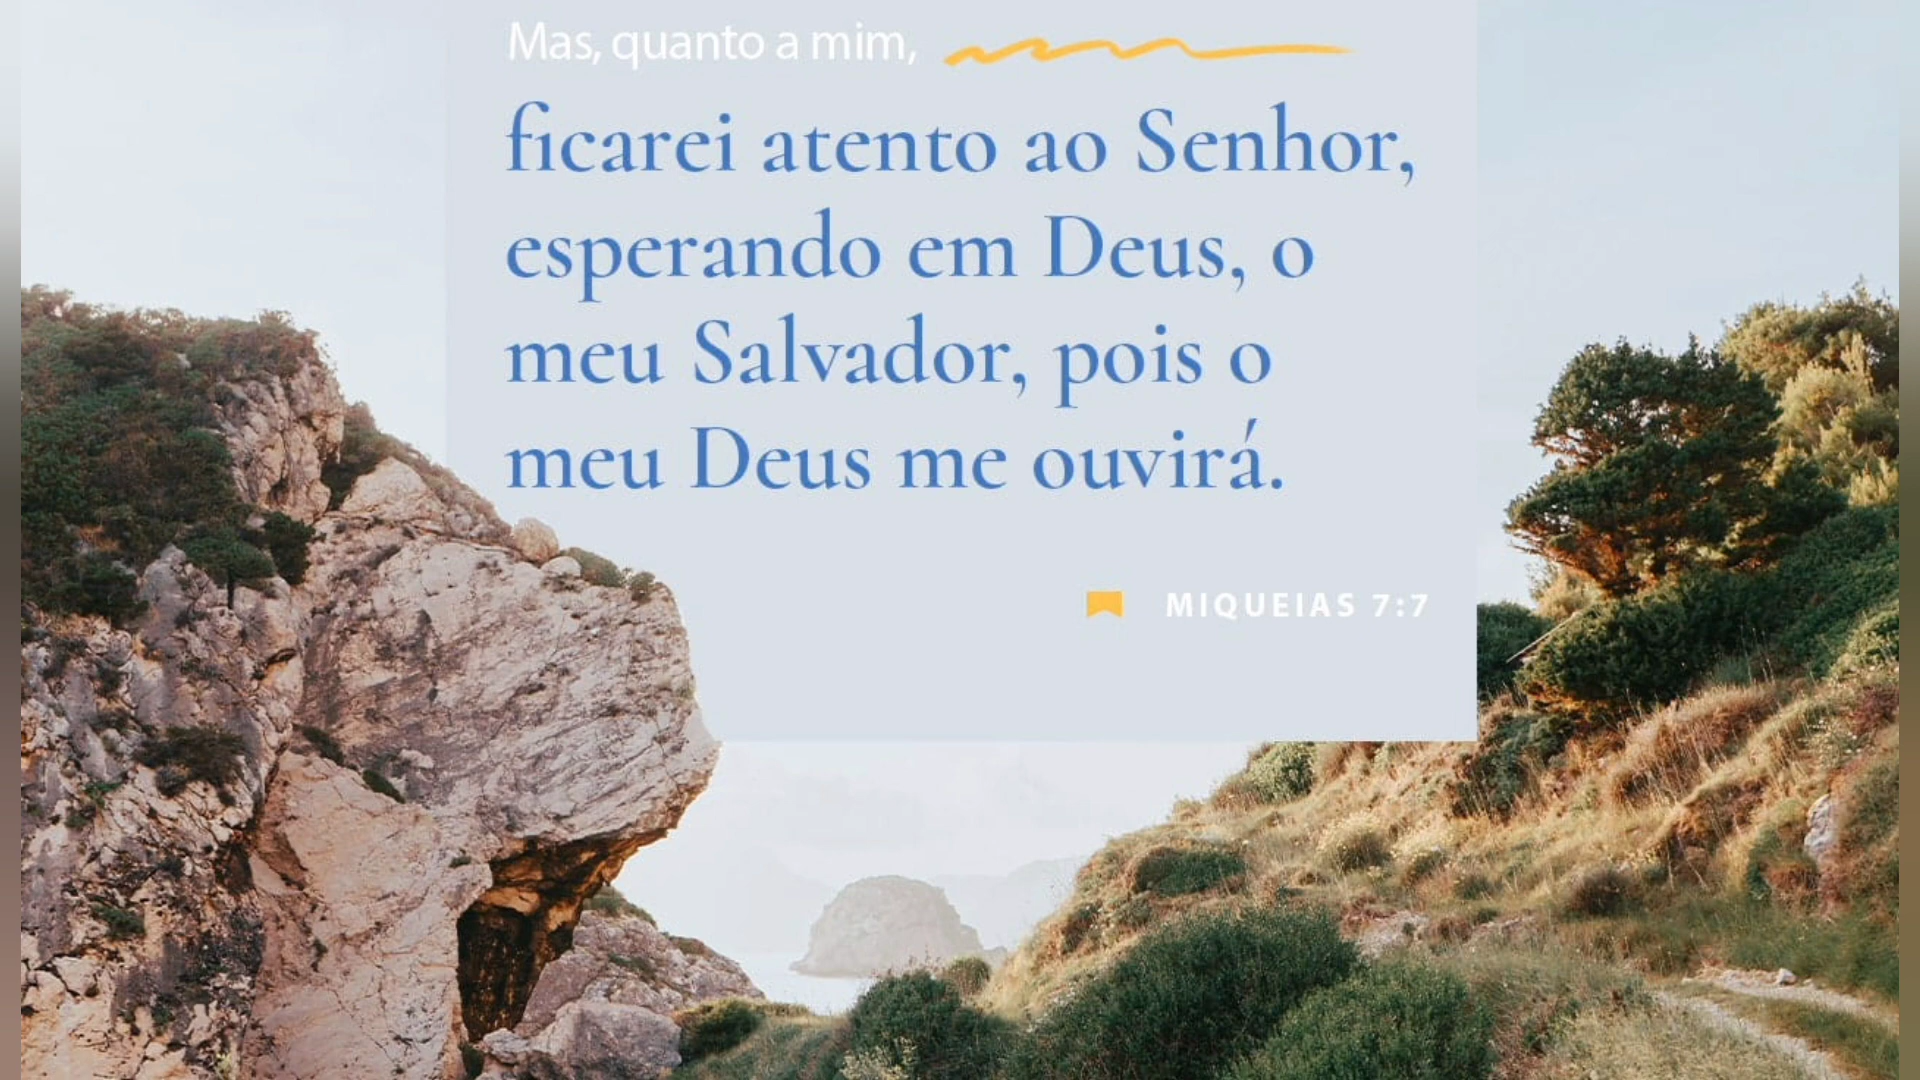 Mas, quanto a mim,
ficarei atento ao Senhor,
esperando em Deus, o
meu Salvador, pois o
meu Deus me ouvirá.
MIQUEIAS 7:7